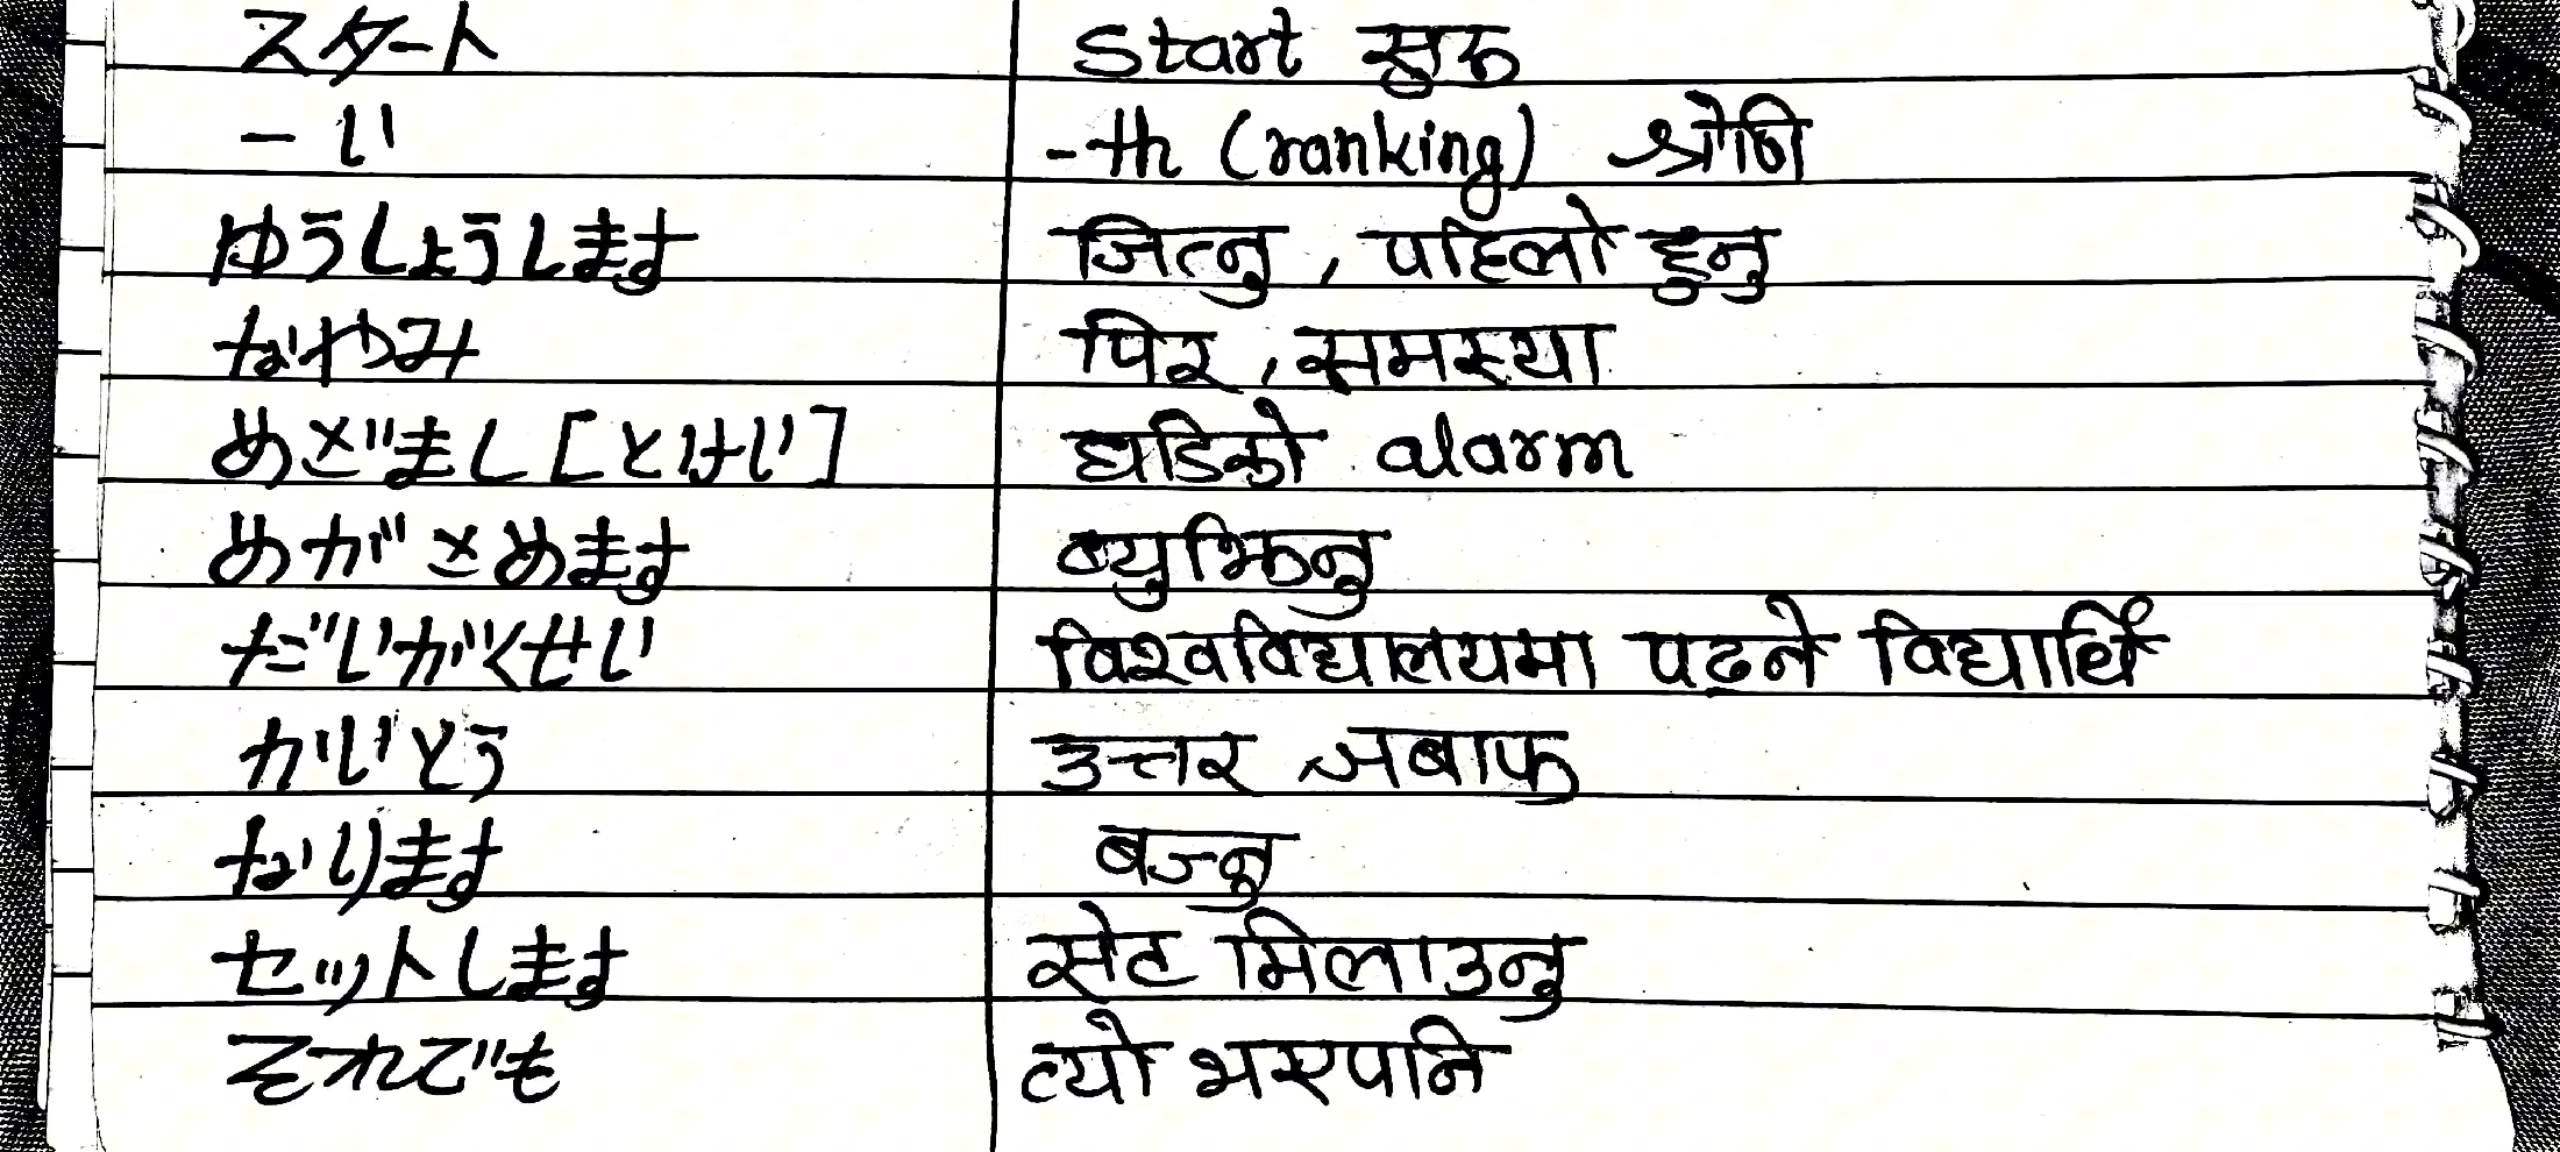 スタート Start सुरु
- い -th (ranking) श्रेणि
ゆうしょうします जित्नु, पहिलो हुनु
なやみ पिर, समस्या
めざまし[とけい] घडिको alarm
めがさめます ब्युझिनु
だいがくせい विश्वविद्यालयमा पढ्ने विद्यार्थि
かいとう उत्तर जबाफ
なります बज्नु
セットします सेट मिलाउनु
それでも त्यो भएपनि